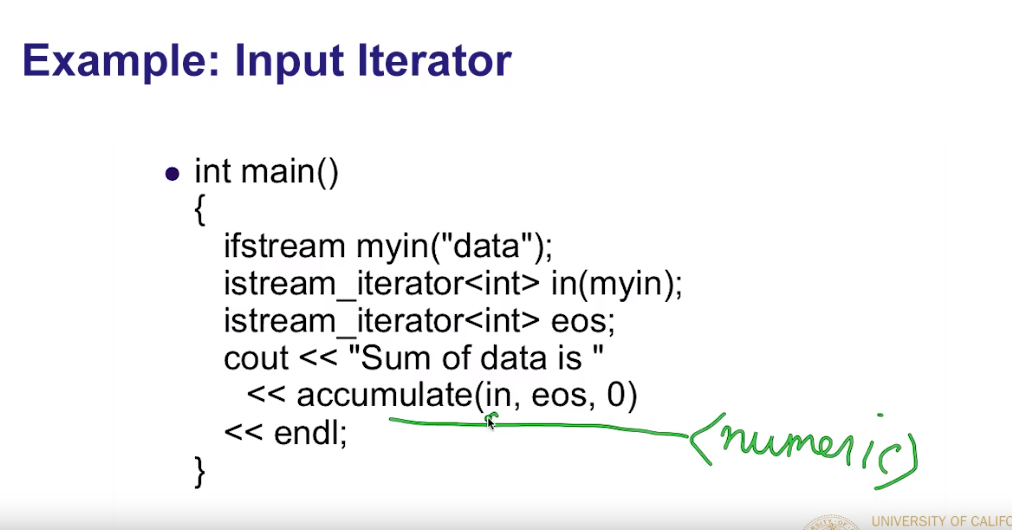 Example: Input Iterator
● int main()
{
ifstream myin("data");
istream_iterator<int> in(myin);
istream_iterator<int> eos;
cout << "Sum of data is "
<< accumulate(in, eos, 0)
<< endl;
}
<numeric>
UNIVERSITY OF CALIFO